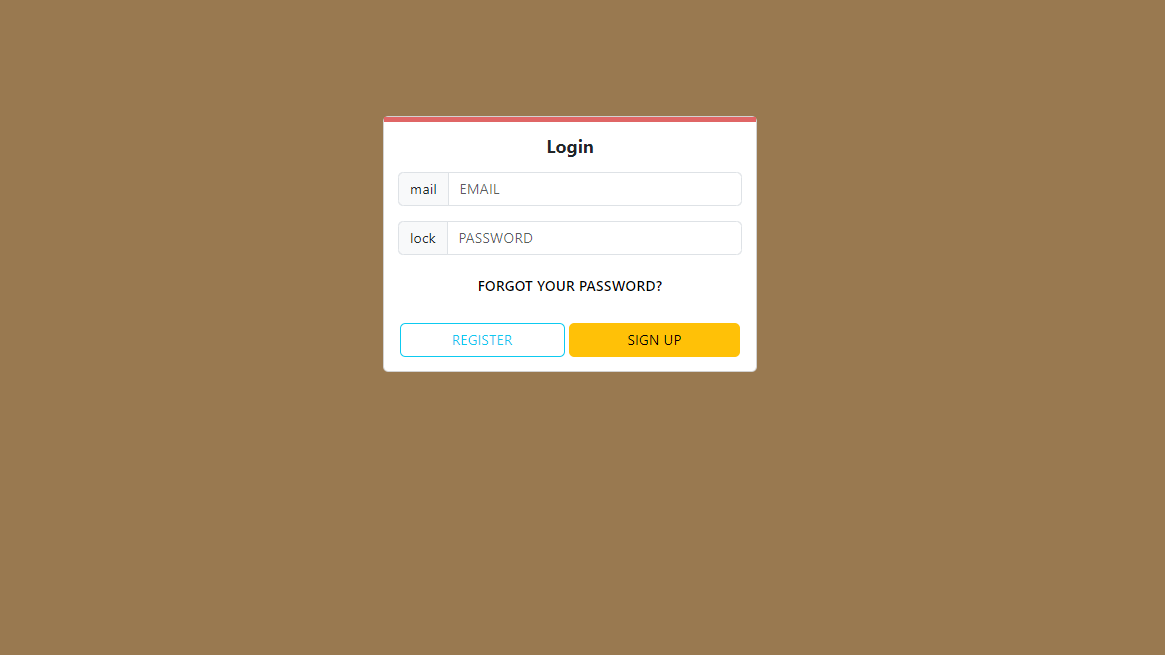 Login
mail EMAIL
lock PASSWORD
FORGOT YOUR PASSWORD?
REGISTER SIGN UP